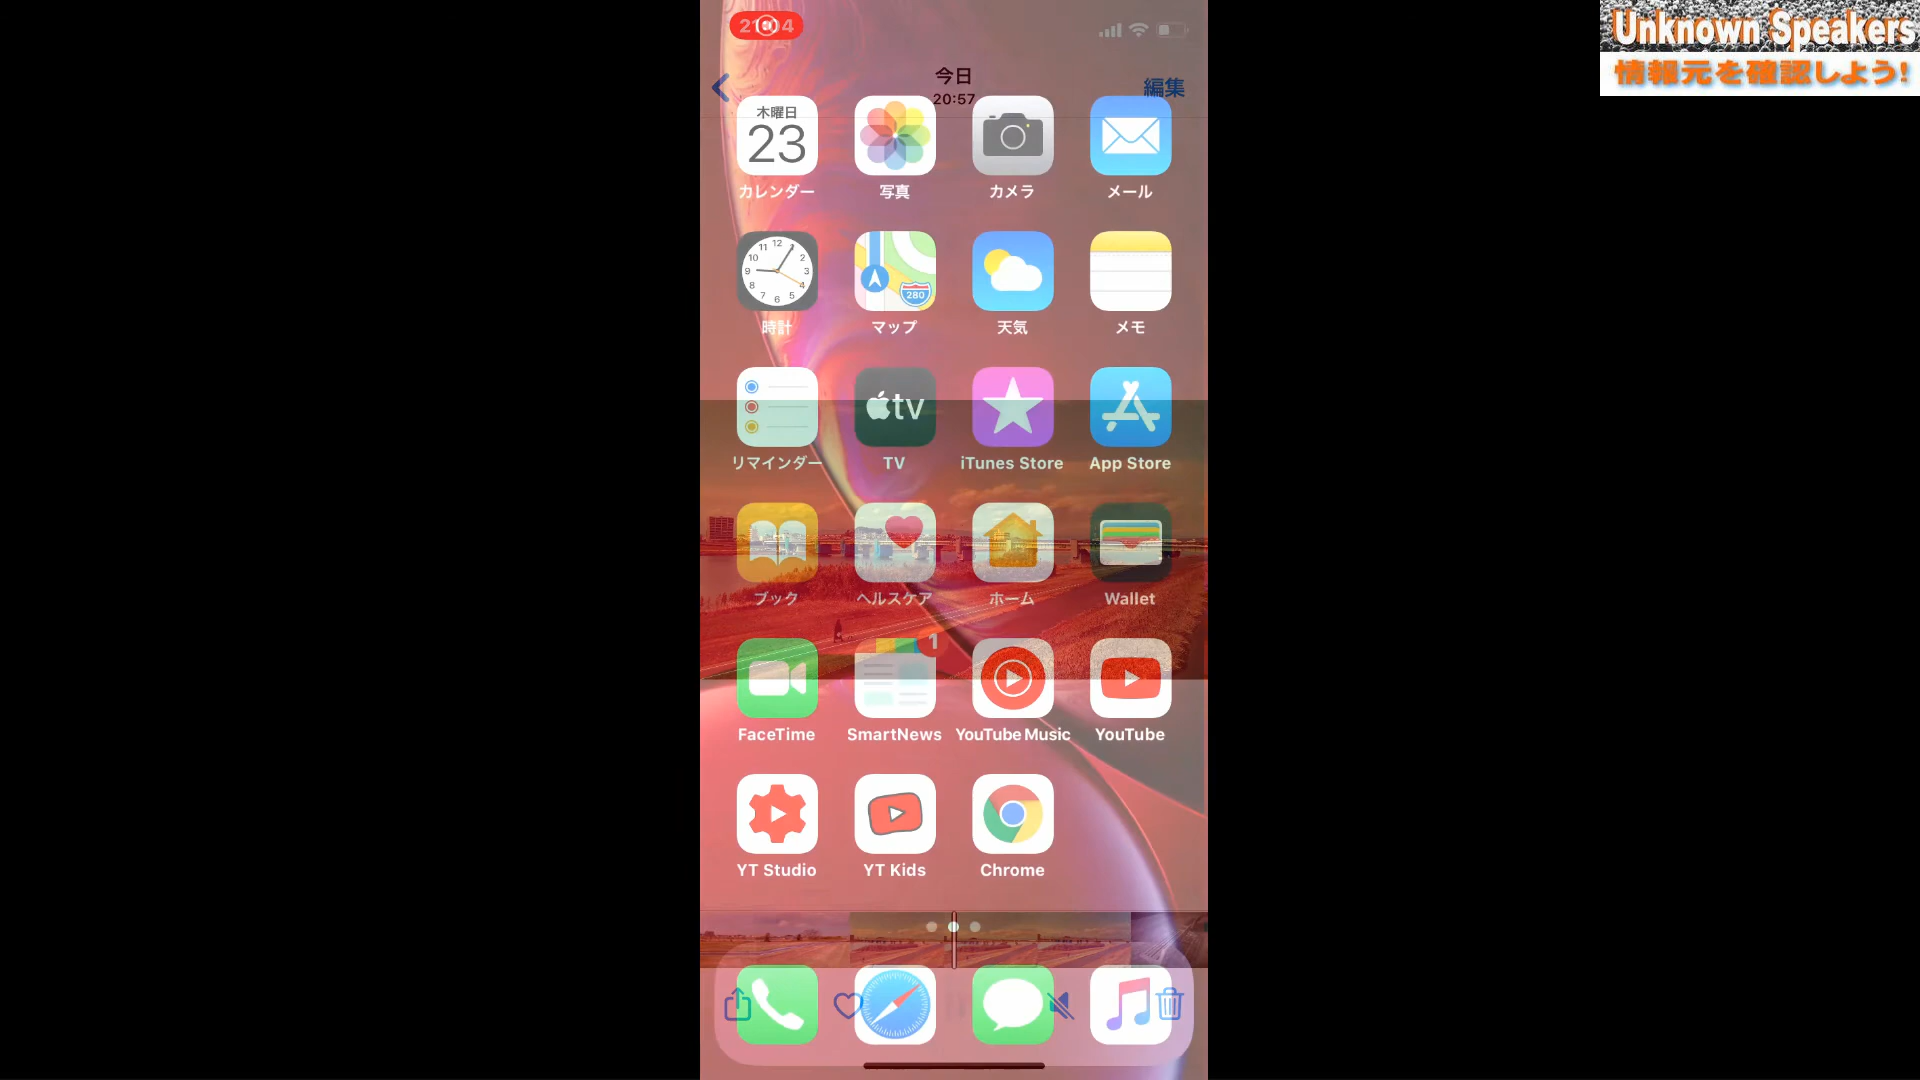 Unknown Speakers
情報元を確認しよう!
今日
20:57
編集
木曜日
23
カレンダー
写真
カメラ
メール
時計
280
マップ
天気
メモ
リマインダー
tv
TV
iTunes Store
App Store
ブック
ヘルスケア
ホーム
Wallet
1
FaceTime
SmartNews
YouTube Music
YouTube
YT Studio
YT Kids
Chrome